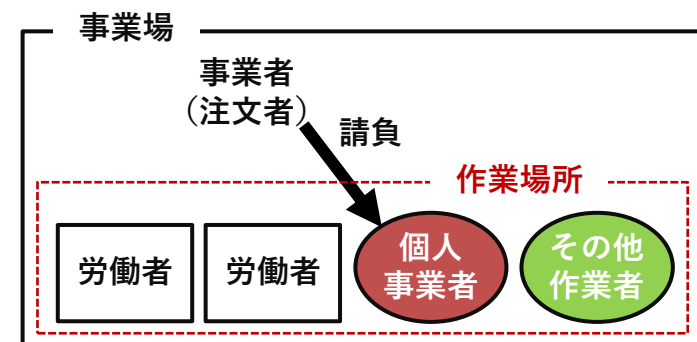 事業場
事業者
（注文者）
請負
作業場所
労働者
労働者
個人
事業者
その他
作業者